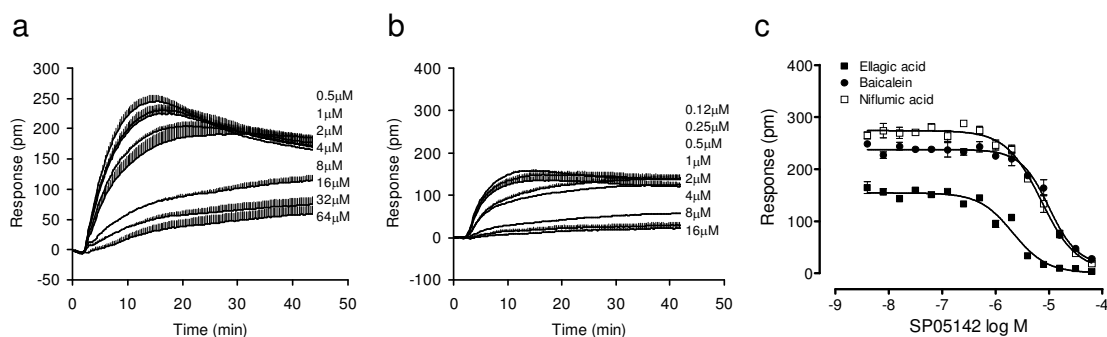 a
300
250
200
150
100
50
0
-50
Response (pm)
0 10 20 30 40 50
Time (min)
0.5μM
1μM
2μM
4μM
8μM
16μM
32μM
64μM
b
400
300
200
100
0
-100
Response (pm)
0 10 20 30 40 50
Time (min)
0.12μM
0.25μM
0.5μM
1μM
2μM
4μM
8μM
16μM
c
Ellagic acid
Baicalein
Niflumic acid
400
300
200
100
0
Response (pm)
-9 -8 -7 -6 -5 -4
SP05142 log M